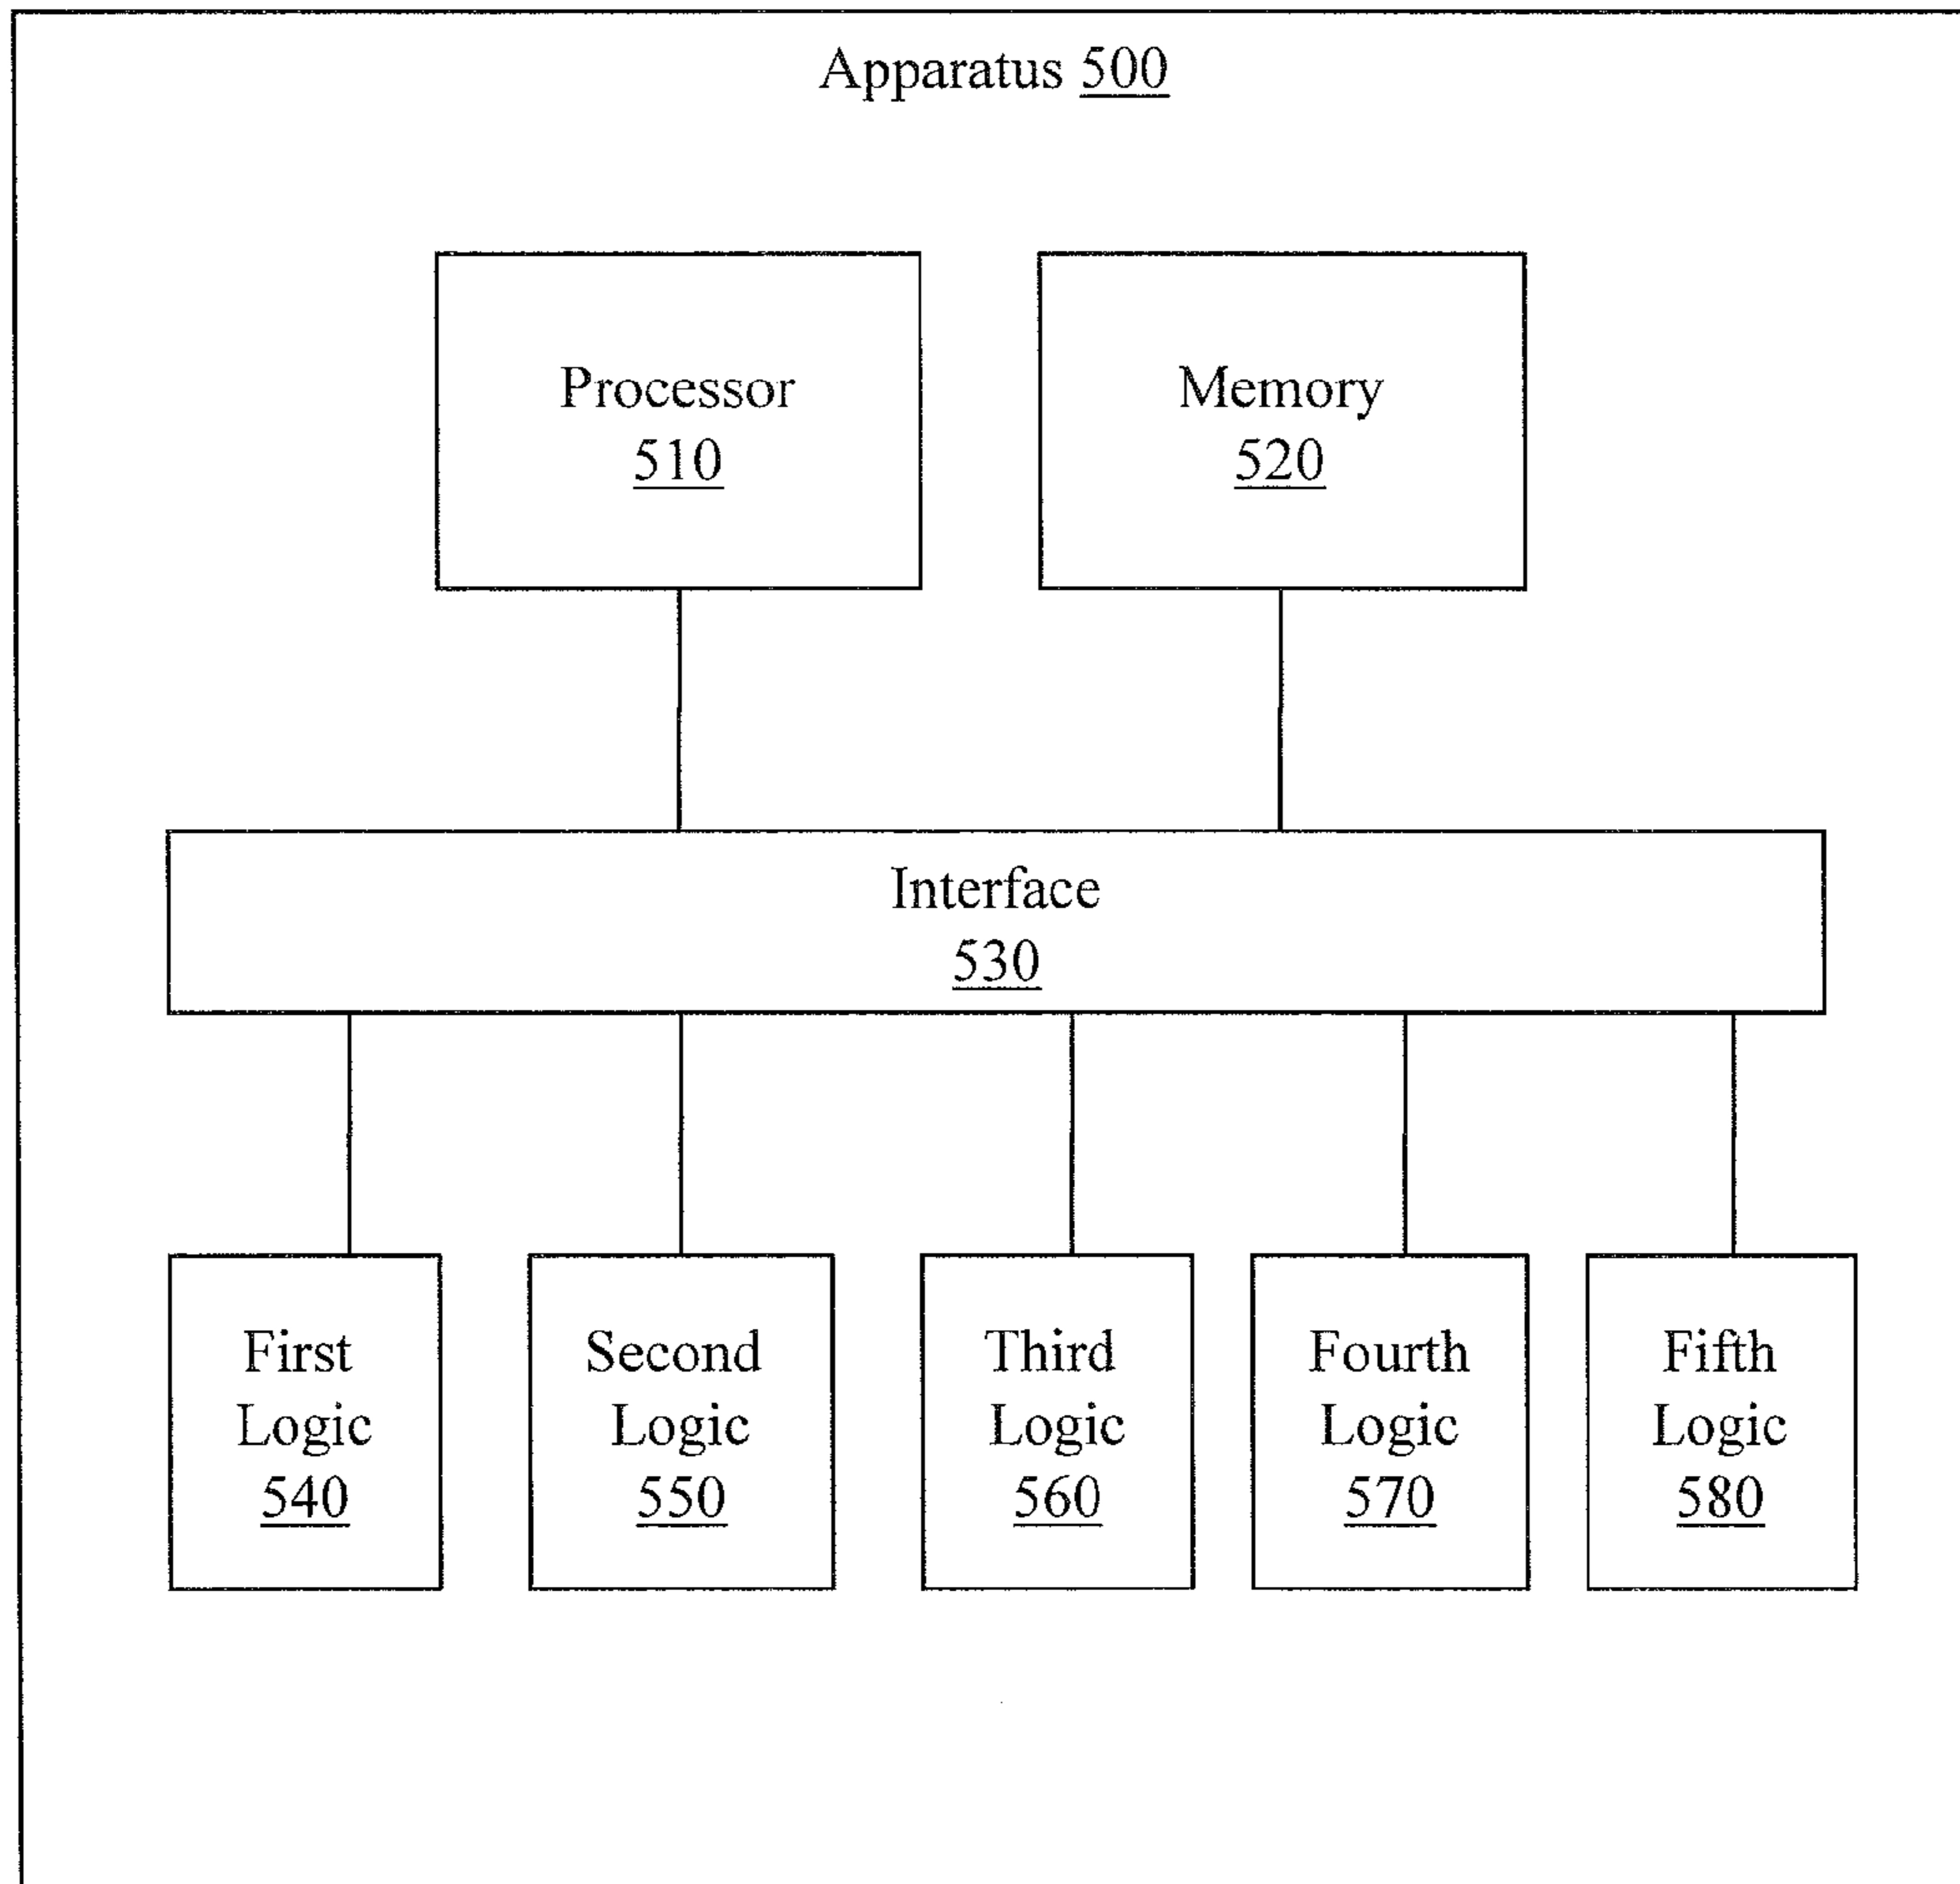 Apparatus 500
Processor
510
Memory
520
Interface
530
First
Logic
540
Second
Logic
550
Third
Logic
560
Fourth
Logic
570
Fifth
Logic
580